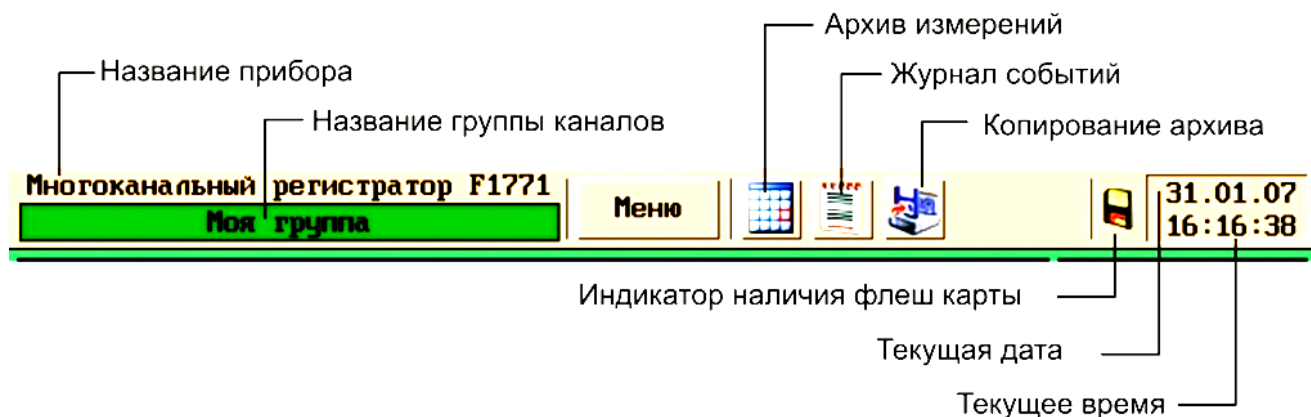 Архив измерений
Название прибора
Журнал событий
Название группы каналов
Копирование архива
Многоканальный регистратор F1771
Моя группа
Меню
31.01.07
16:16:38
Индикатор наличия флеш карты
Текущая дата
Текущее время